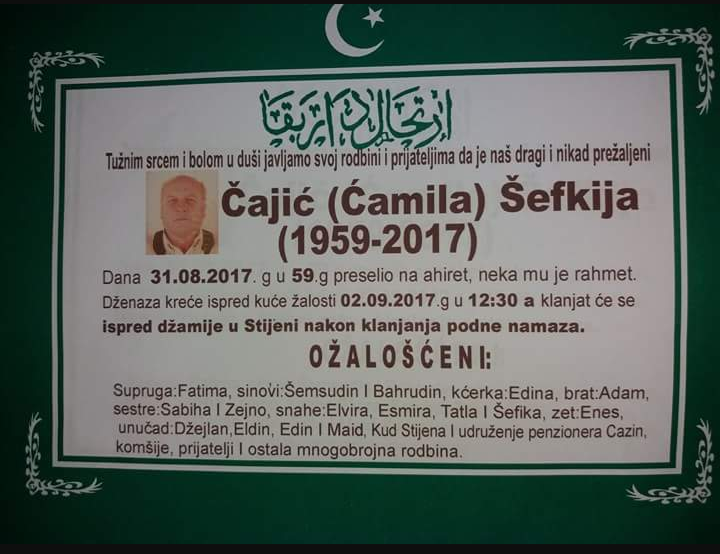 ارتحال دار بقا
Tužnim srcem i bolom u duši javljamo svoj rodbini i prijateljima da je naš dragi i nikad prežaljeni
Čajić (Ćamila) Šefkija
(1959-2017)
Dana 31.08.2017. g u 59.g preselio na ahiret, neka mu je rahmet.
Dženaza kreće ispred kuće žalosti 02.09.2017.g u 12:30 a klanjat će se
ispred džamije u Stijeni nakon klanjanja podne namaza.
OŽALOŠĆENI:
Supruga:Fatima, sinovi:Šemsudin I Bahrudin, kćerka:Edina, brat:Adam,
sestre:Sabiha I Zejno, snahe:Elvira, Esmira, Tatla I Šefika, zet:Enes,
unučad:Džejlan,Eldin, Edin I Maid, Kud Stijena I udruženje penzionera Cazin,
komšije, prijatelji I ostala mnogobrojna rodbina.